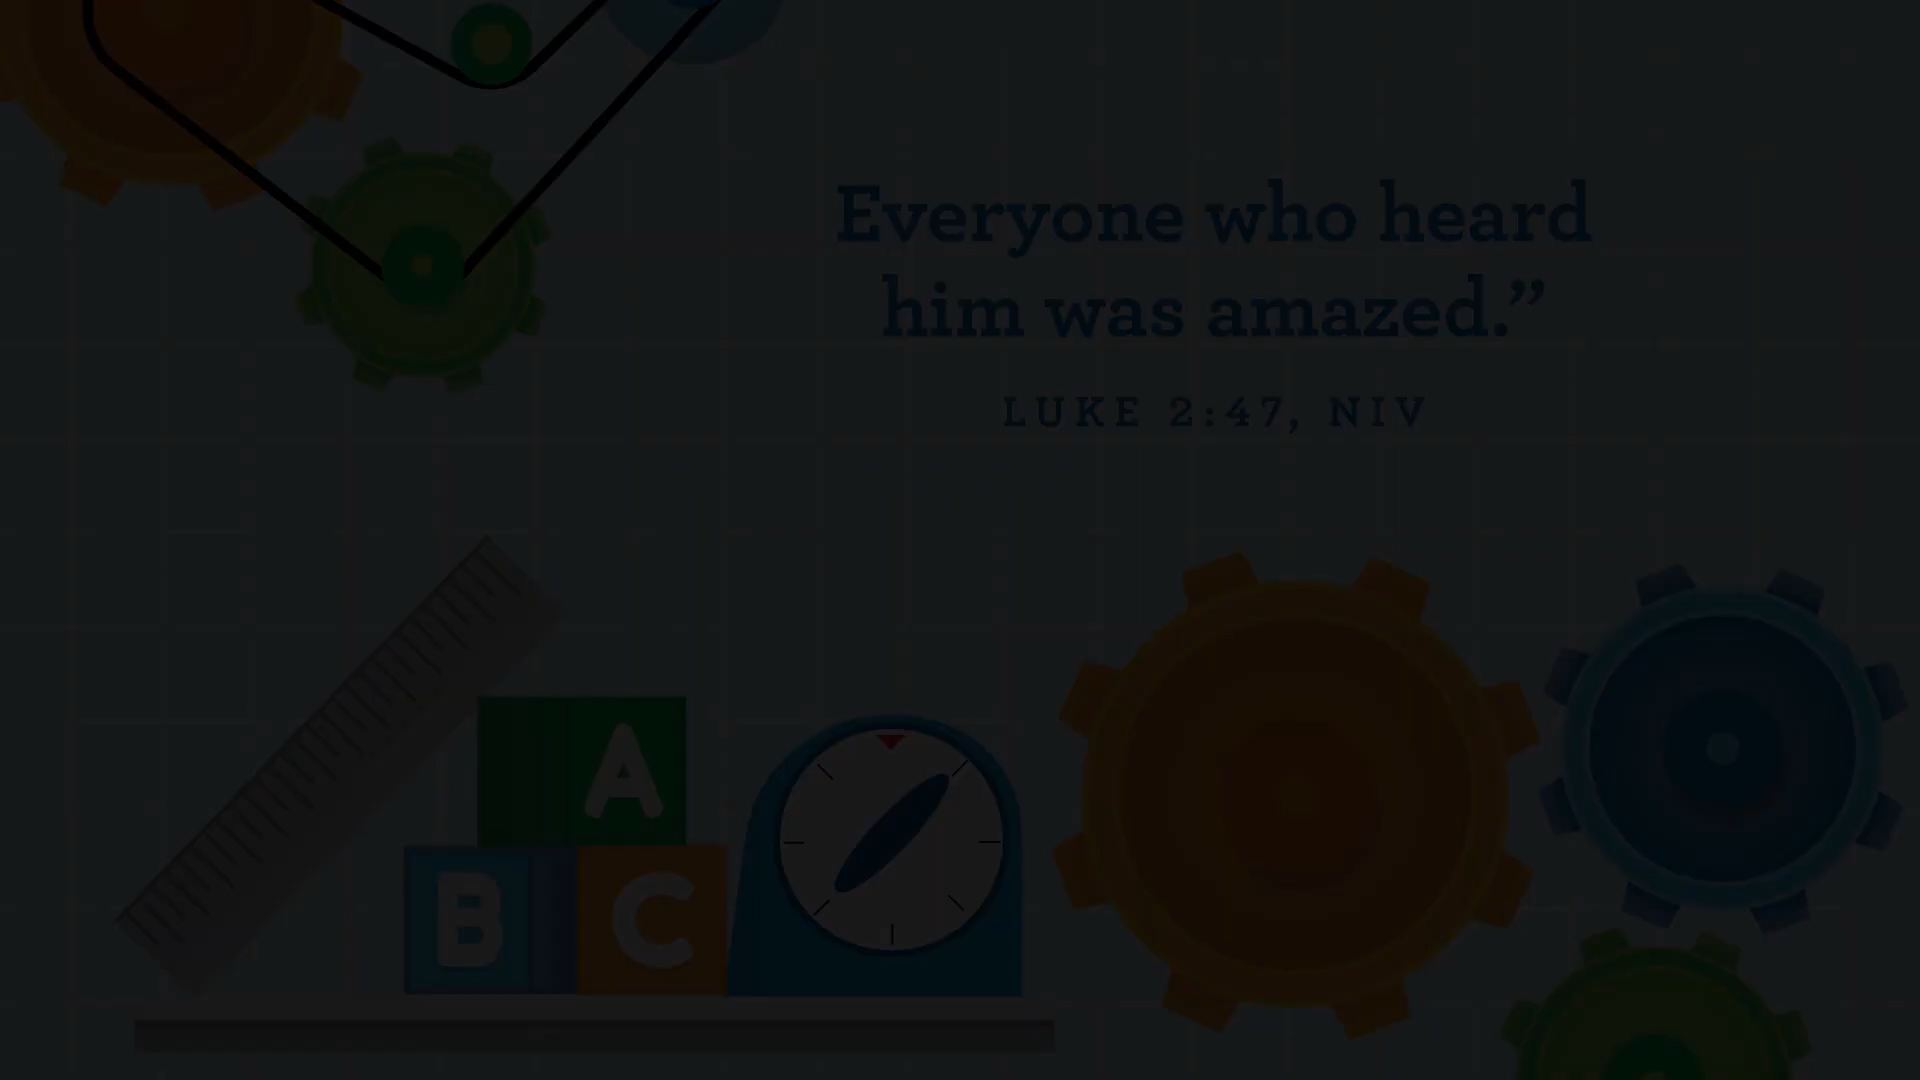 Everyone who heard
him was amazed.”
LUKE 2:47, NIV
A
B C